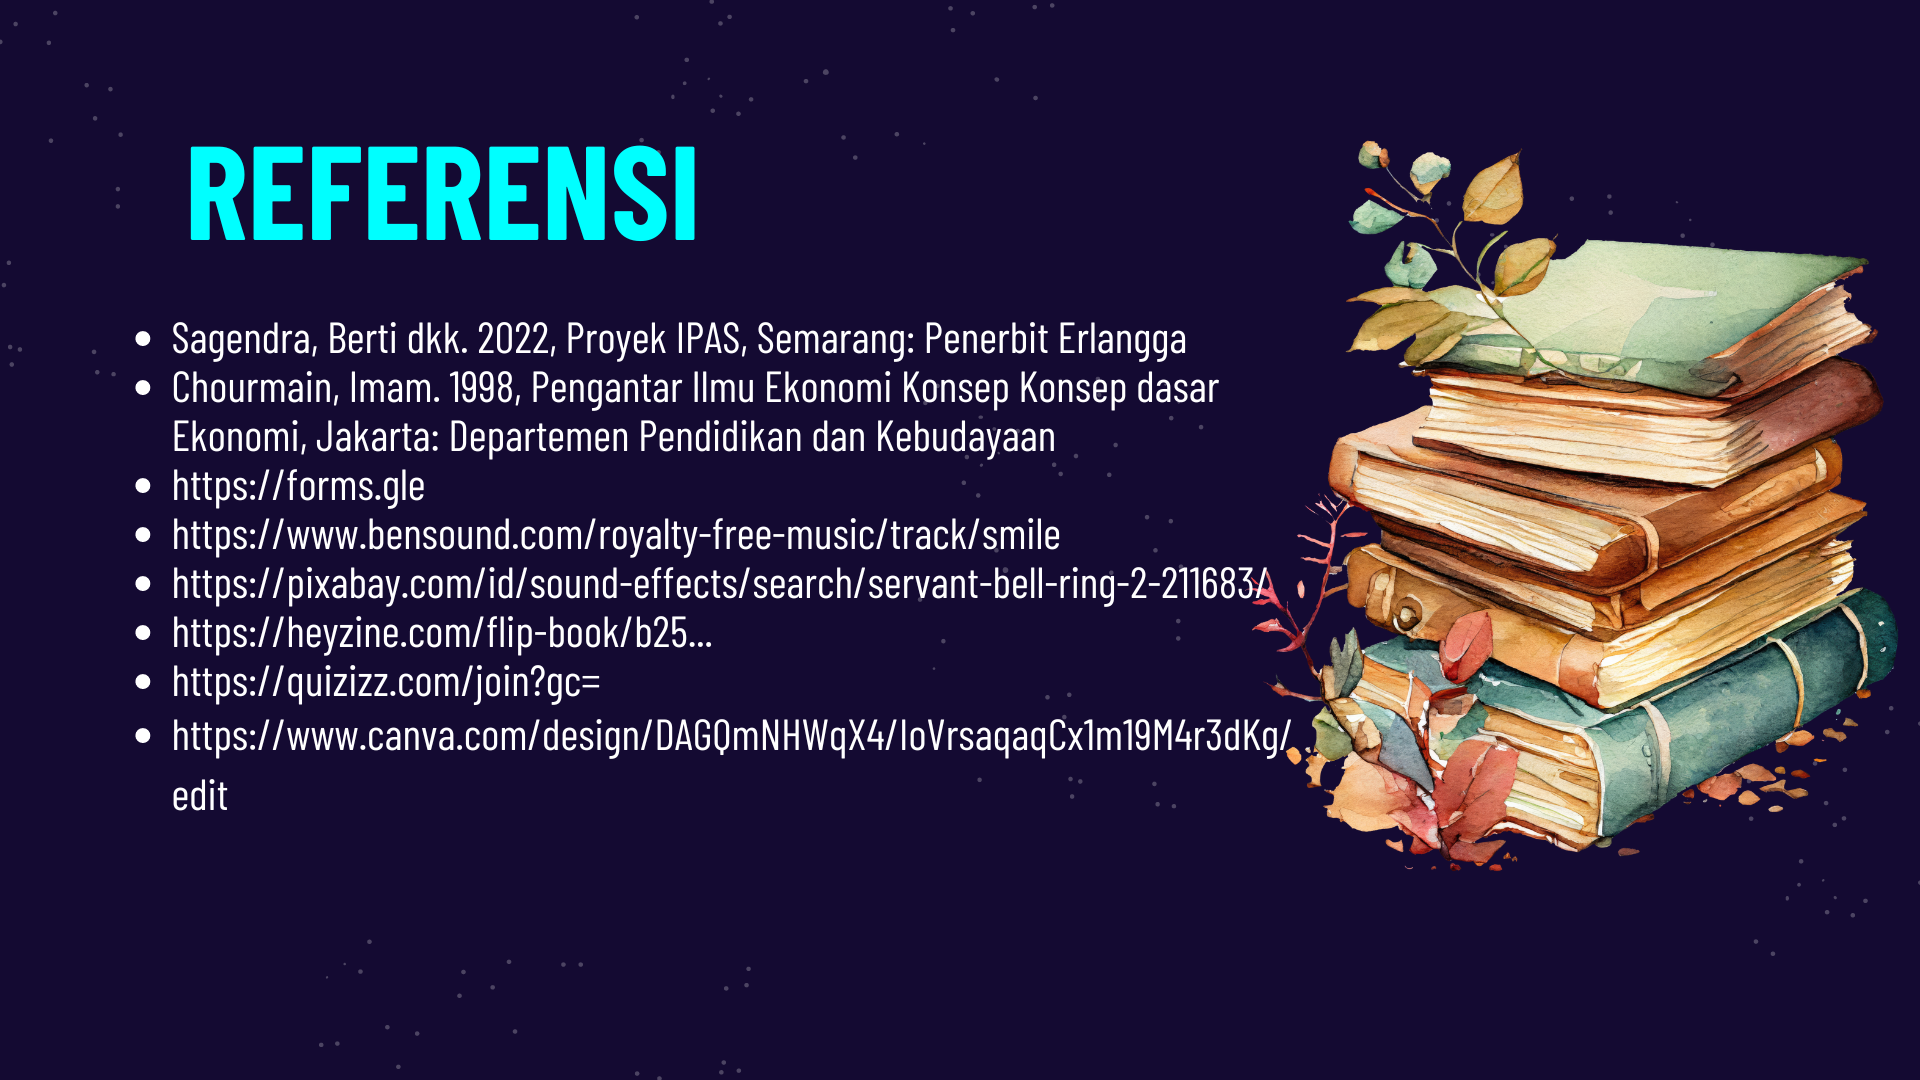 REFERENSI
Sagendra, Berti dkk. 2022, Proyek IPAS, Semarang: Penerbit Erlangga
Chourmain, Imam. 1998, Pengantar Ilmu Ekonomi Konsep Konsep dasar
Ekonomi, Jakarta: Departemen Pendidikan dan Kebudayaan
https://forms.gle
https://www.bensound.com/royalty-free-music/track/smile
https://pixabay.com/id/sound-effects/search/servant-bell-ring-2-211683/
https://heyzine.com/flip-book/b25...
https://quizizz.com/join?gc=
https://www.canva.com/design/DAGQmNHWqX4/IoVrsaqaqCx1m19M4r3dKg/
edit